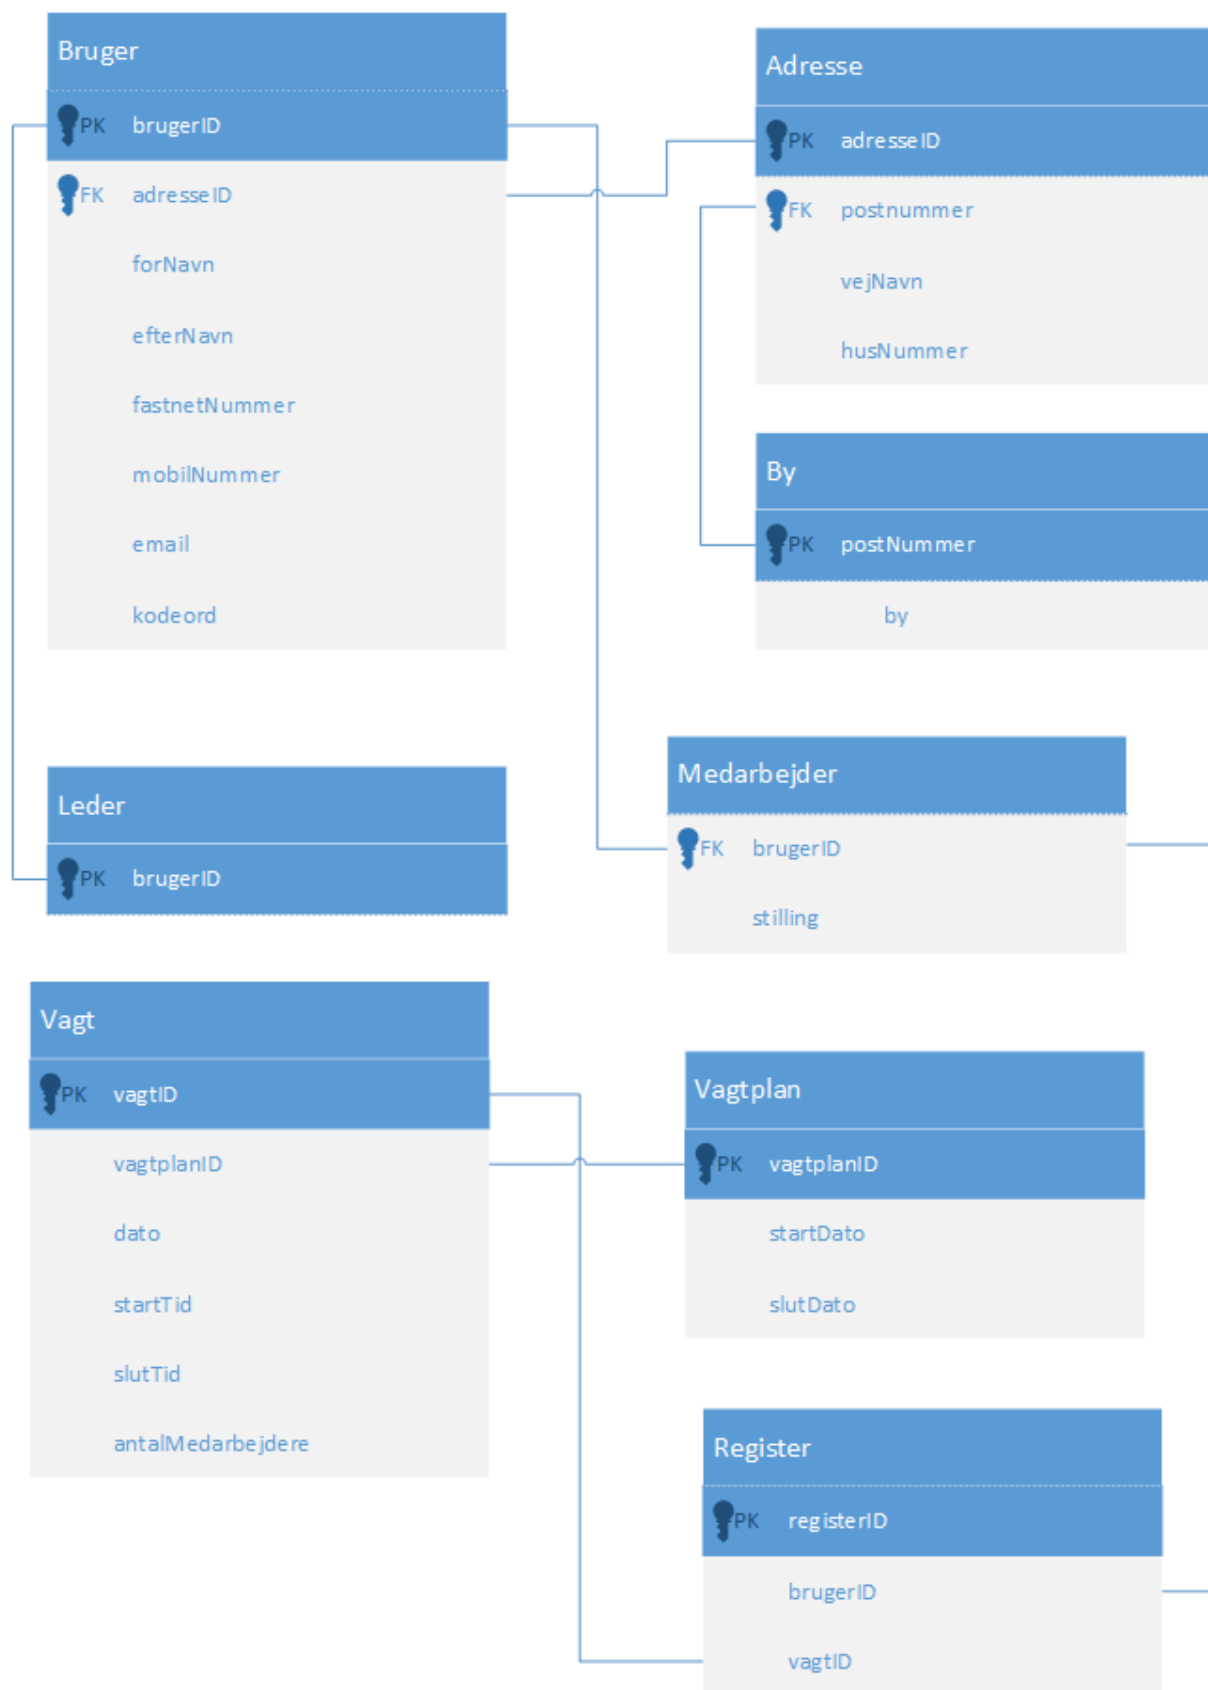 Bruger
PK brugerID
FK adresseID
forNavn
efterNavn
fastnetNummer
mobilNummer
email
kodeord
Adresse
PK adresseID
FK postnummer
vejNavn
husNummer
By
PK postNummer
by
Leder
PK brugerID
Medarbejder
FK brugerID
stilling
Vagt
PK vagtID
vagtplanID
dato
startTid
slutTid
antalMedarbejdere
Vagtplan
PK vagtplanID
startDato
slutDato
Register
PK registerID
brugerID
vagtID